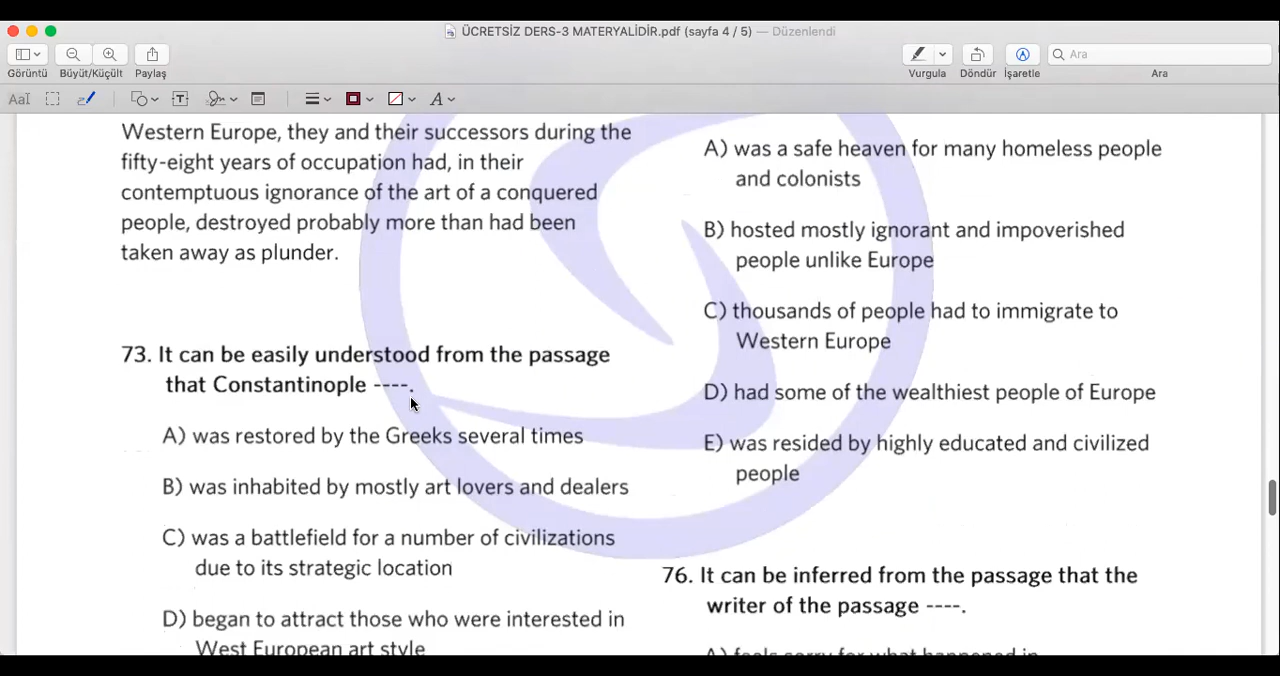 ÜCRETSİZ DERS-3 MATERYALİDİR.pdf (sayfa 4 / 5) — Düzenlendi
Görüntü
Büyüt/Küçült
Paylaş
Vurgula
Döndür
İşaretle
Ara
Ara
Western Europe, they and their successors during the
fifty-eight years of occupation had, in their
contemptuous ignorance of the art of a conquered
people, destroyed probably more than had been
taken away as plunder.
73. It can be easily understood from the passage
that Constantinople ----.
A) was restored by the Greeks several times
B) was inhabited by mostly art lovers and dealers
C) was a battlefield for a number of civilizations
due to its strategic location
D) began to attract those who were interested in
West European art style
A) was a safe heaven for many homeless people
and colonists
B) hosted mostly ignorant and impoverished
people unlike Europe
C) thousands of people had to immigrate to
Western Europe
D) had some of the wealthiest people of Europe
E) was resided by highly educated and civilized
people
76. It can be inferred from the passage that the
writer of the passage ----.
A) feels sorry for what happened in